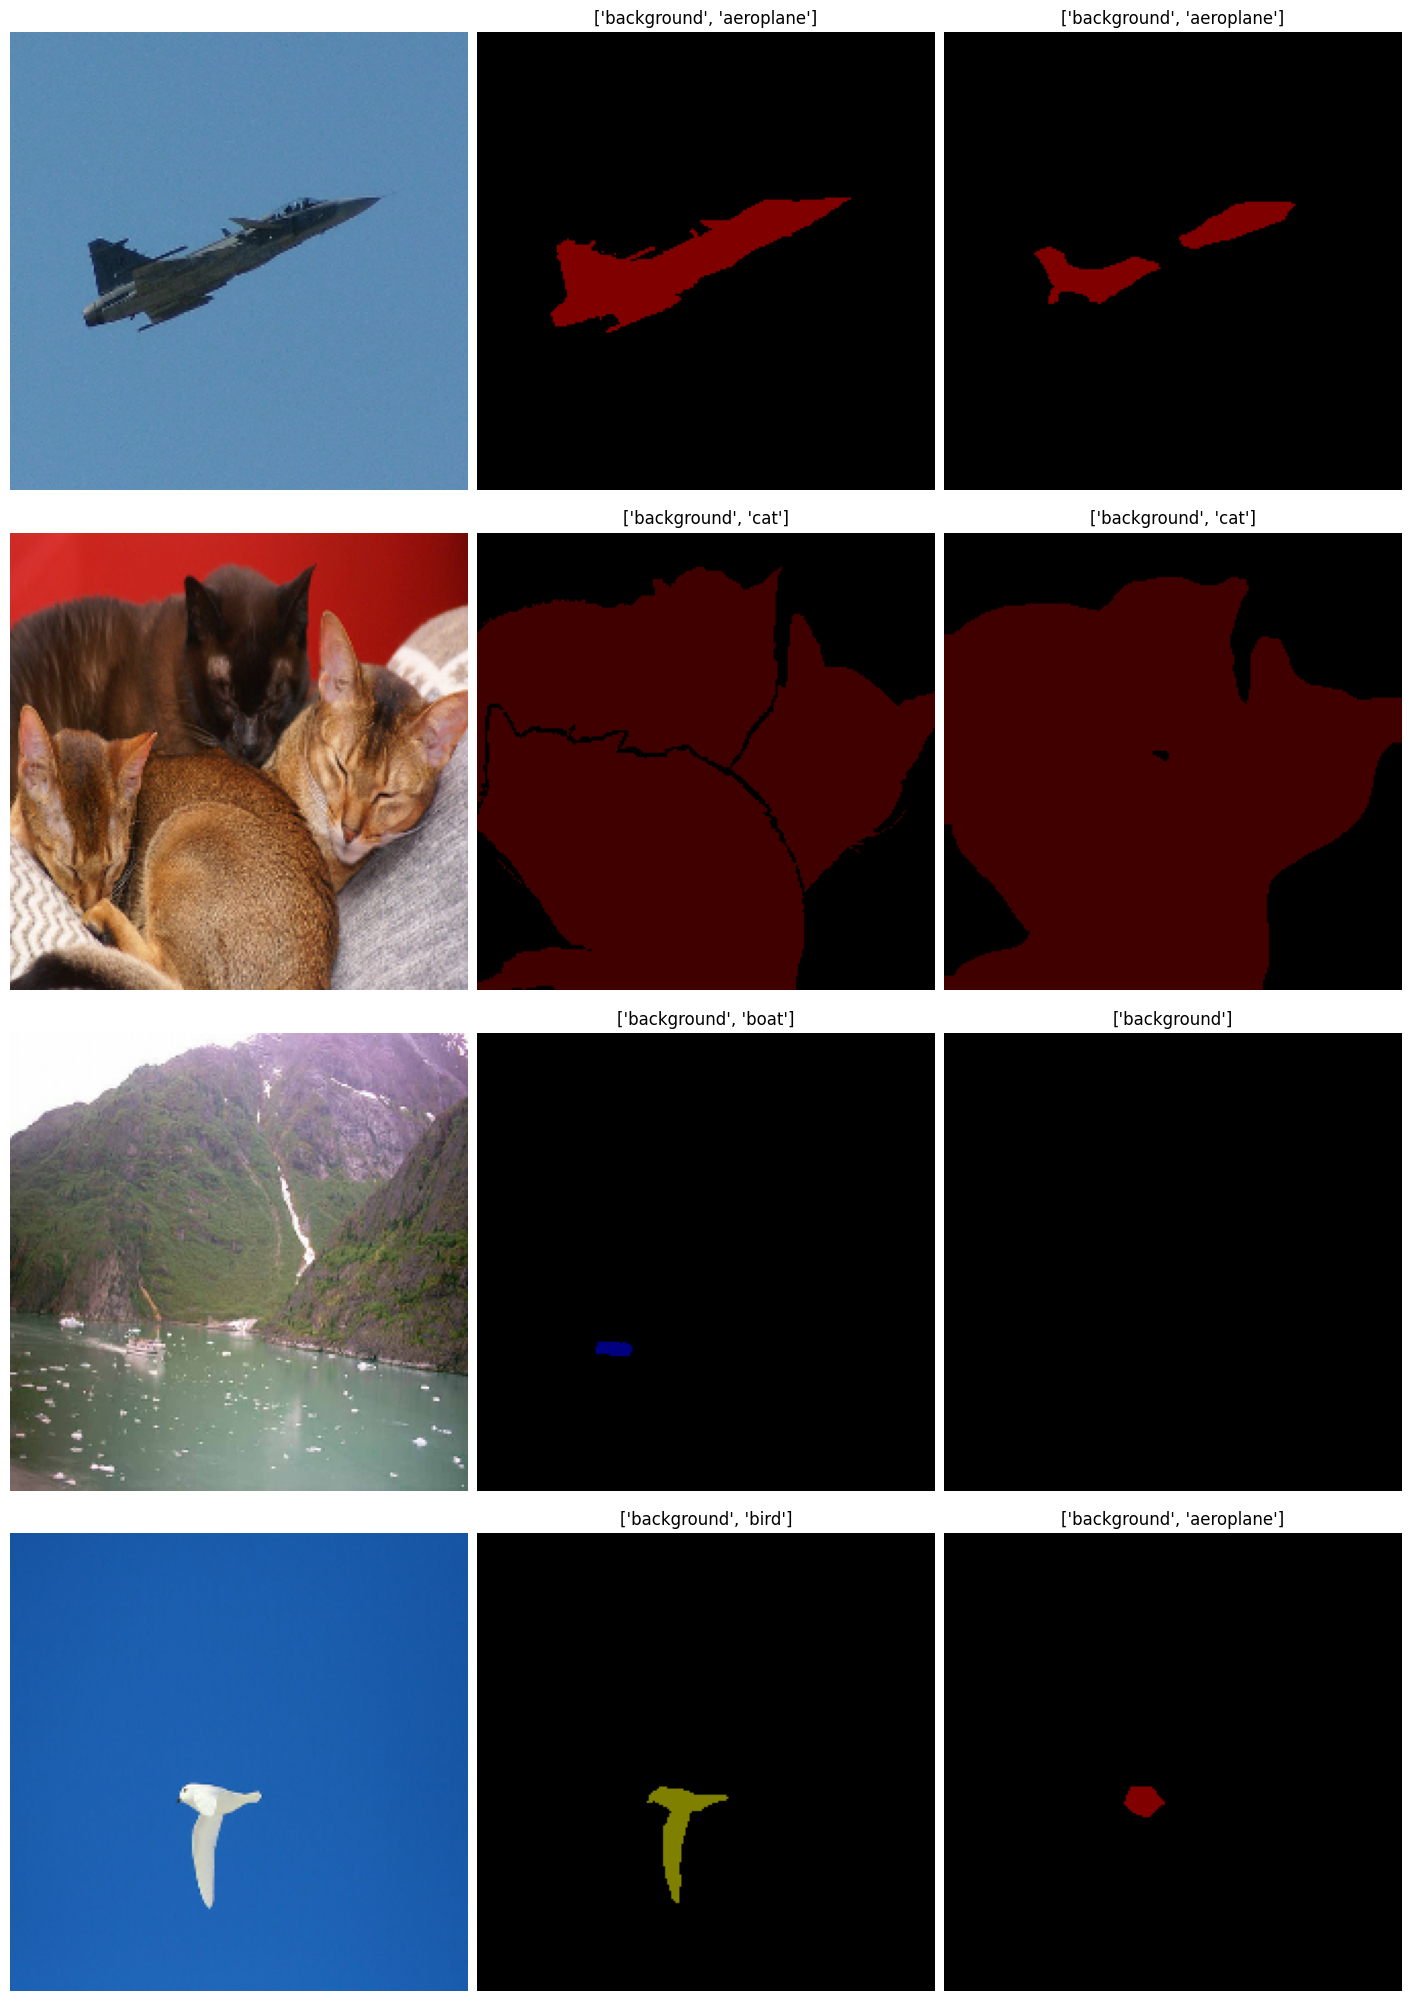 ['background', 'aeroplane']
['background', 'aeroplane']
['background', 'cat']
['background', 'cat']
['background', 'boat']
['background']
['background', 'bird']
['background', 'aeroplane']